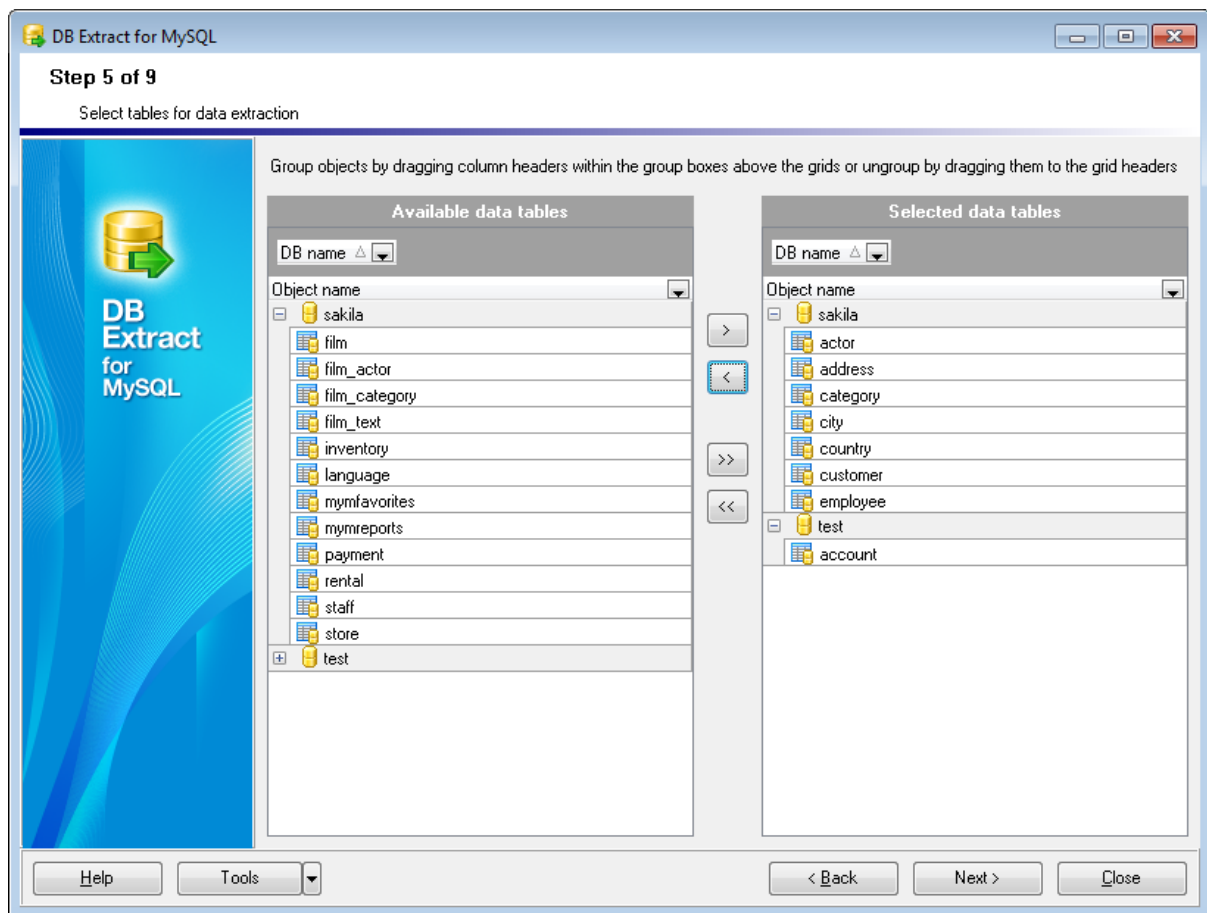 DB Extract for MySQL
Step 5 of 9
Select tables for data extraction
DB
Extract
for
MySQL
Group objects by dragging column headers within the group boxes above the grids or ungroup by dragging them to the grid headers
Available data tables
DB name
Object name
sakila
film
film_actor
film_category
film_text
inventory
language
mymfavorites
mymreports
payment
rental
staff
store
test
>
<
>>
<<
Selected data tables
DB name
Object name
sakila
actor
address
category
city
country
customer
employee
test
account
Help
Tools
< Back
Next >
Close